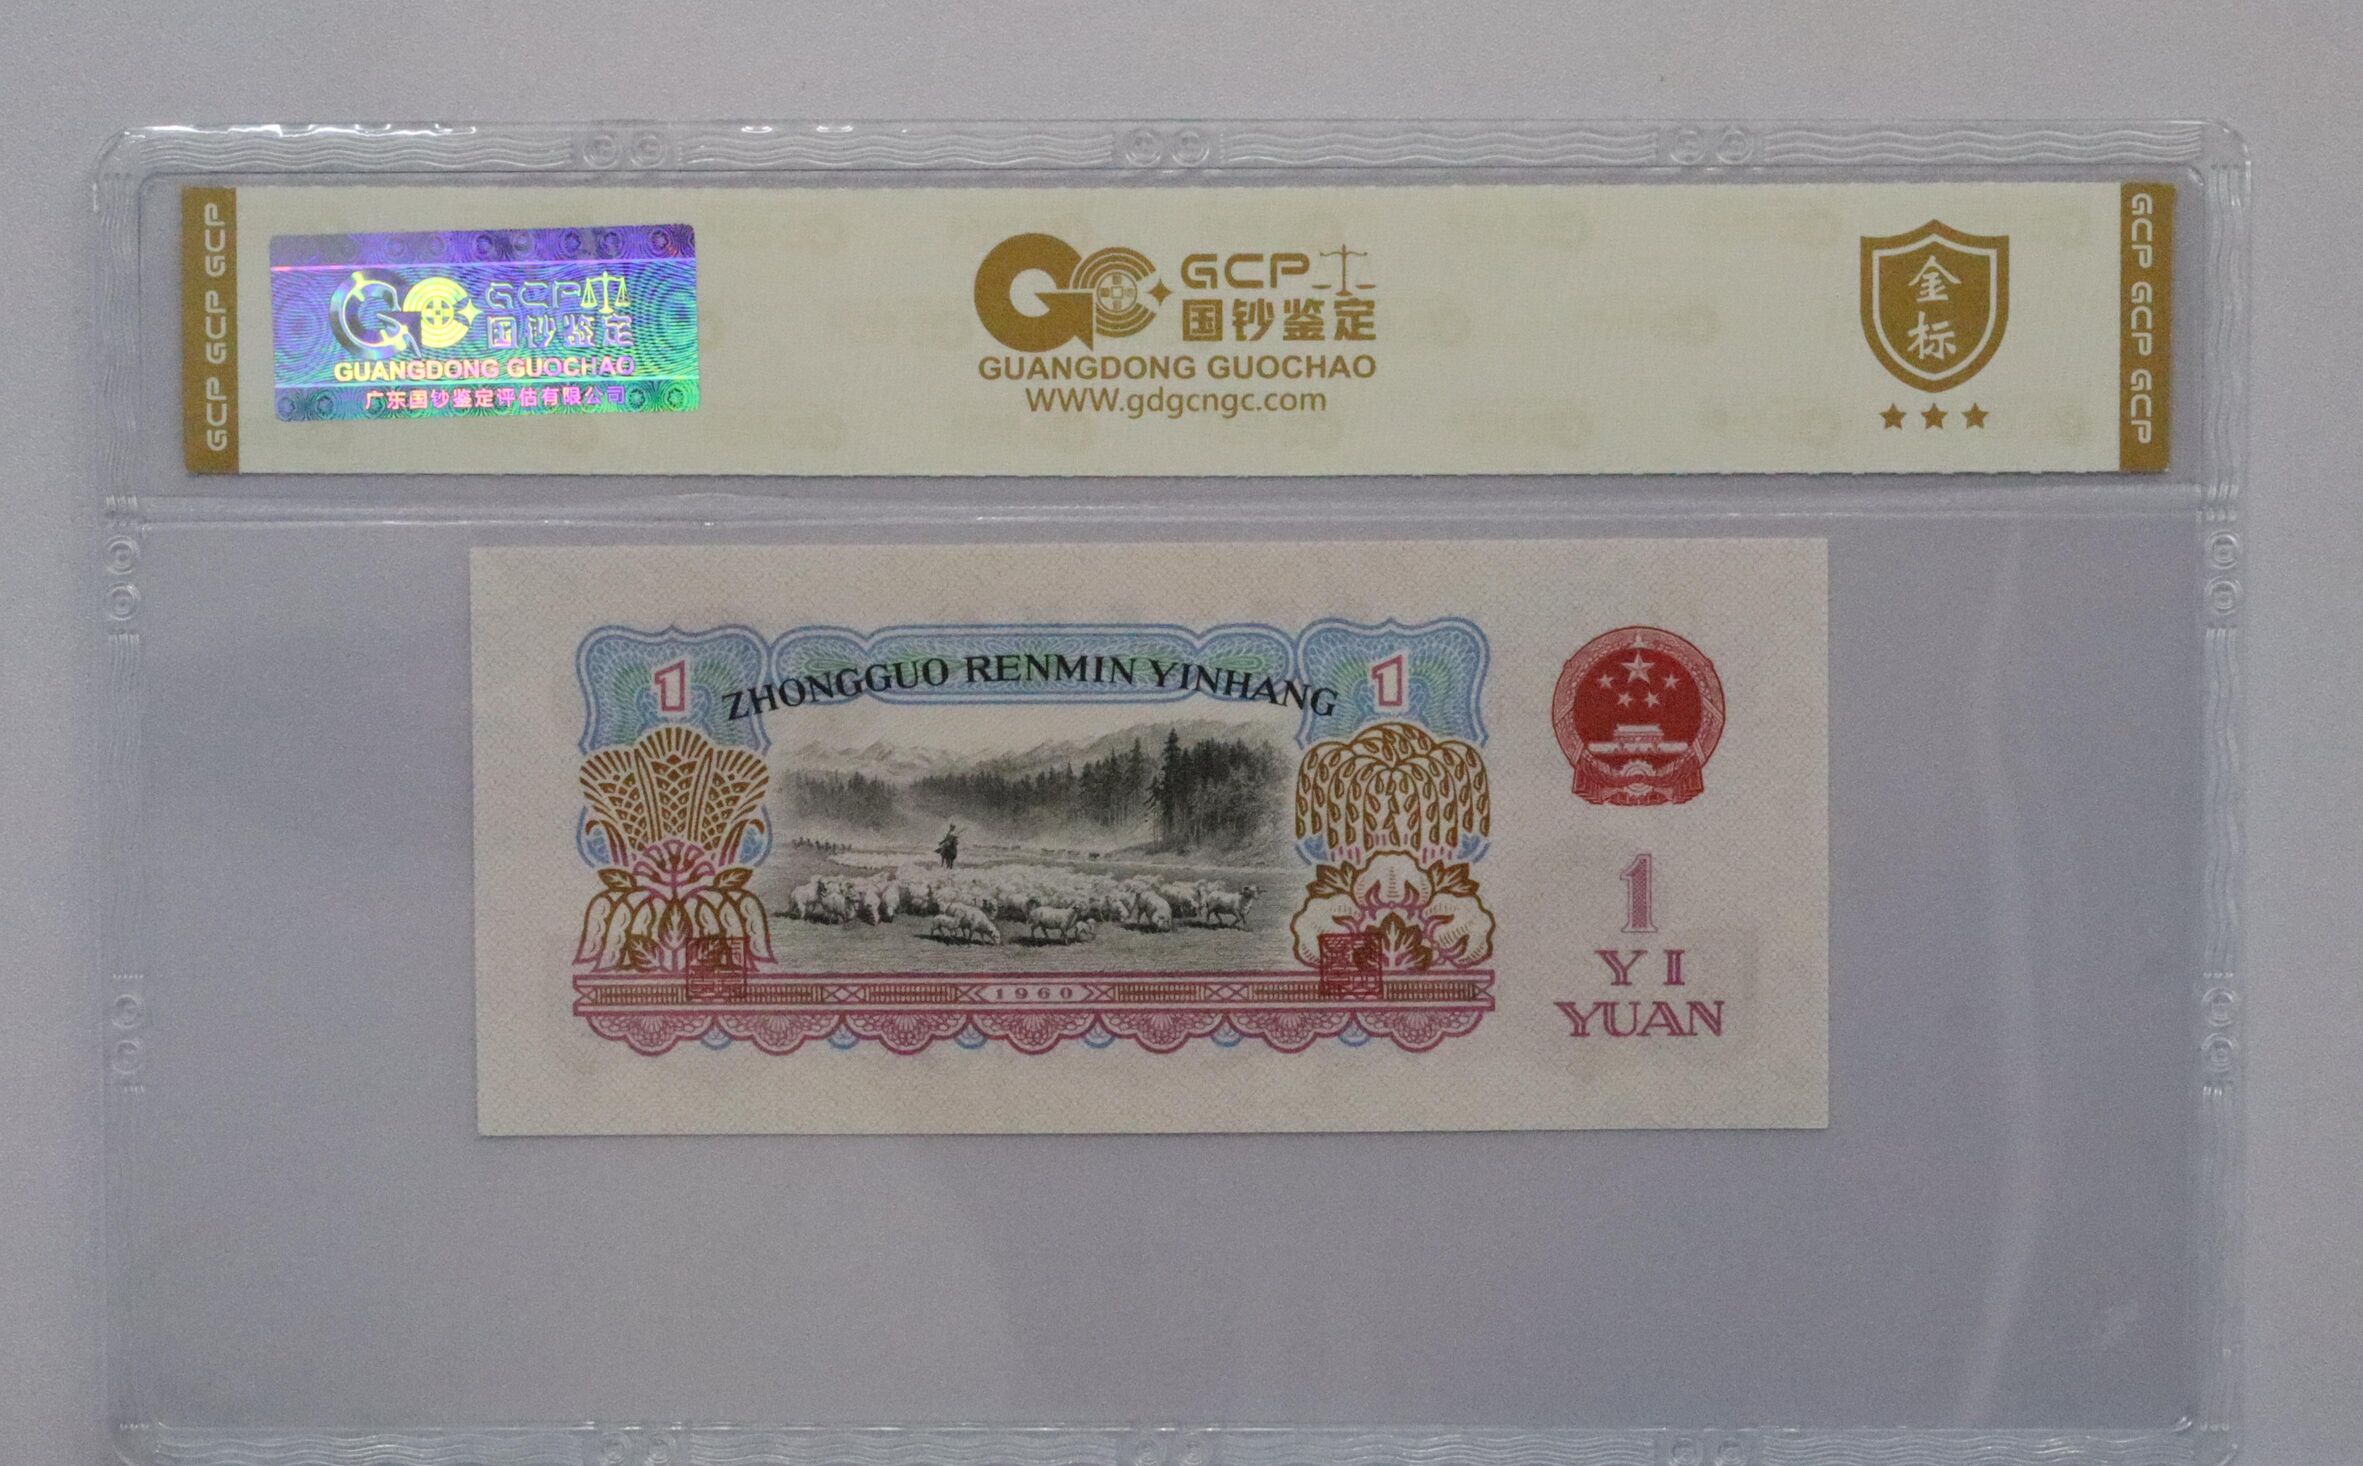 GCP GCP GCP
GCP
国钞鉴定
GUANGDONG GUOCHAO
广东国钞鉴定评估有限公司
GCP
国钞鉴定
GUANGDONG GUOCHAO
www.gdgcngc.com
金
标
GCP GCP GCP
1
ZHONGGUO RENMIN YINHANG
1
1960
1
YI
YUAN